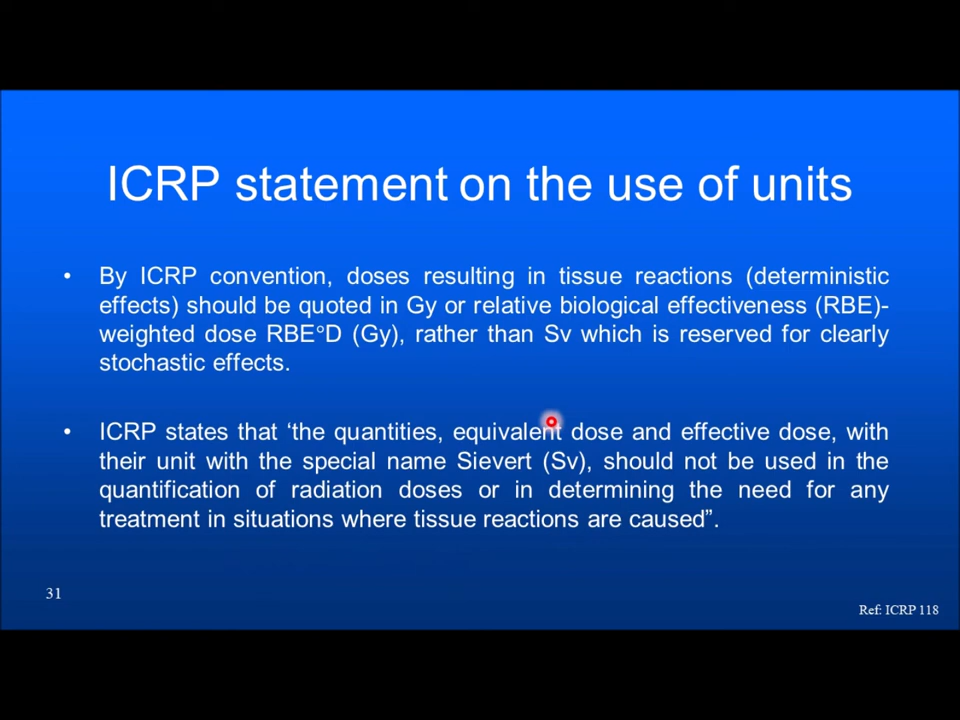 ICRP statement on the use of units
• By ICRP convention, doses resulting in tissue reactions (deterministic
effects) should be quoted in Gy or relative biological effectiveness (RBE)-
weighted dose RBE°D (Gy), rather than Sv which is reserved for clearly
stochastic effects.
• ICRP states that ‘the quantities, equivalent dose and effective dose, with
their unit with the special name Sievert (Sv), should not be used in the
quantification of radiation doses or in determining the need for any
treatment in situations where tissue reactions are caused”.
31
Ref: ICRP 118